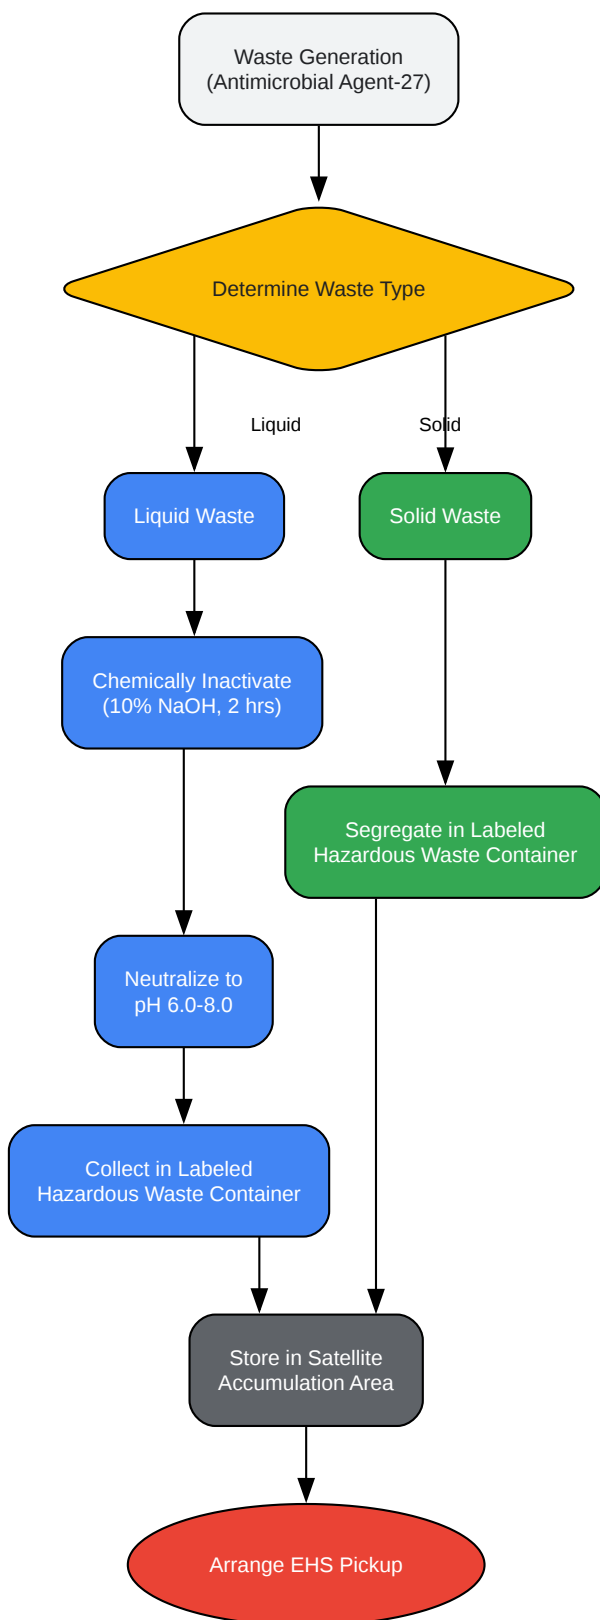 Waste Generation
(Antimicrobial Agent-27)
Determine Waste Type
Liquid
Solid
Liquid Waste
Solid Waste
Chemically Inactivate
(10% NaOH, 2 hrs)
Segregate in Labeled
Hazardous Waste Container
Neutralize to
pH 6.0-8.0
Collect in Labeled
Hazardous Waste Container
Store in Satellite
Accumulation Area
Arrange EHS Pickup